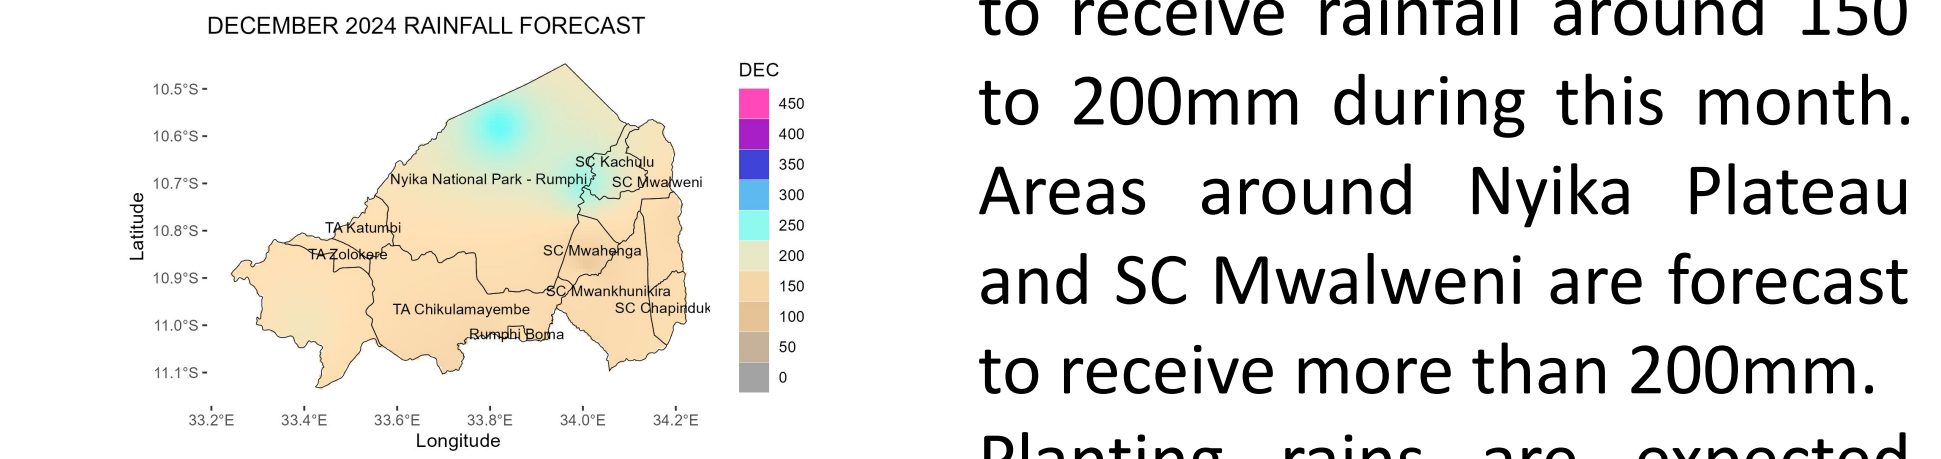 DECEMBER 2024 RAINFALL FORECAST
DEC
450
400
350
300
250
200
150
100
50
0
Latitude
10.5°S
10.6°S
10.7°S
10.8°S
10.9°S
11.0°S
11.1°S
SC Kachulu
Nyika National Park - Rumphi
SC Mwalweni
TA Katumbi
TA Zolokere
SC Mwahenga
SC Mwankhunikira
TA Chikulamayembe
SC Chapinduk
Rumphi Boma
33.2°E 33.4°E 33.6°E 33.8°E 34.0°E 34.2°E
Longitude
to receive rainfall around 150
to 200mm during this month.
Areas around Nyika Plateau
and SC Mwalweni are forecast
to receive more than 200mm.
Planting rains are expected